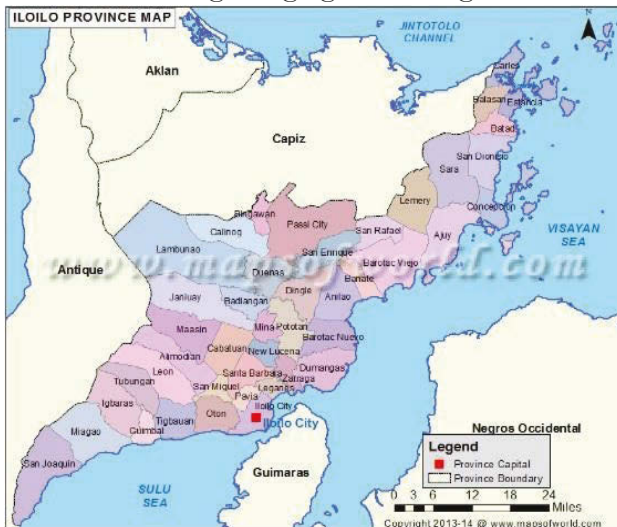 ILOILO PROVINCE MAP
JINTOTOLO
CHANNEL
N
Aklan
Capiz
Antique
Carles
Balasan
Estancia
Batad
San Dionisio
Sara
Lemery
Concepcion
Bingawan
Passi City
San Rafael
Ajuy
Calinog
San Enrique
Barotac Viejo
VISAYAN
SEA
Lambunao
Duenas
Banate
www.mapsofworld.com
Dingle
Anilao
Janiuay
Badiangan
Mina
Pototan
Maasin
Cabatuan
New Lucena
Barotac Nuevo
Alimodian
Dumangas
Leon
Santa Barbara
Zarraga
Tubungan
San Miguel
Leganes
Pavia
Igbaras
Oton
Iloilo City
Iloilo City
Tigbauan
Guimbal
Miagao
San Joaquin
Negros Occidental
Guimaras
SULU
SEA
Legend
Province Capital
Province Boundary
0 3 6 12 18 24
Miles
Copyright 2013-14 @ www.mapsofworld.com